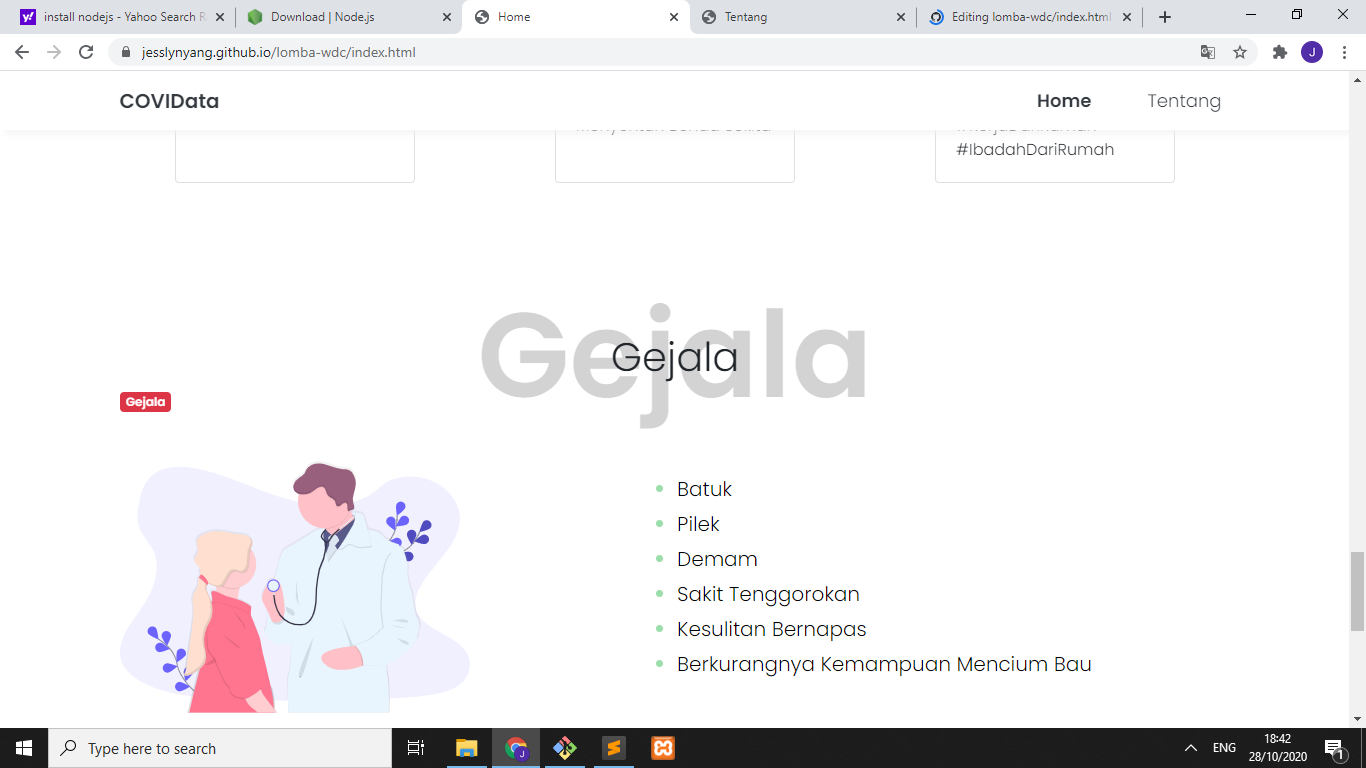 install nodejs - Yahoo Search R
Download | Node.js
Home
Tentang
Editing lomba-wdc/index.html
jesslynyang.github.io/lomba-wdc/index.html
J
COVIData
Home
Tentang
#IbadahDariRumah
Gejala
Gejala
Gejala
Batuk
Pilek
Demam
Sakit Tenggorokan
Kesulitan Bernapas
Berkurangnya Kemampuan Mencium Bau
Type here to search
J
ENG
18:42
28/10/2020
1